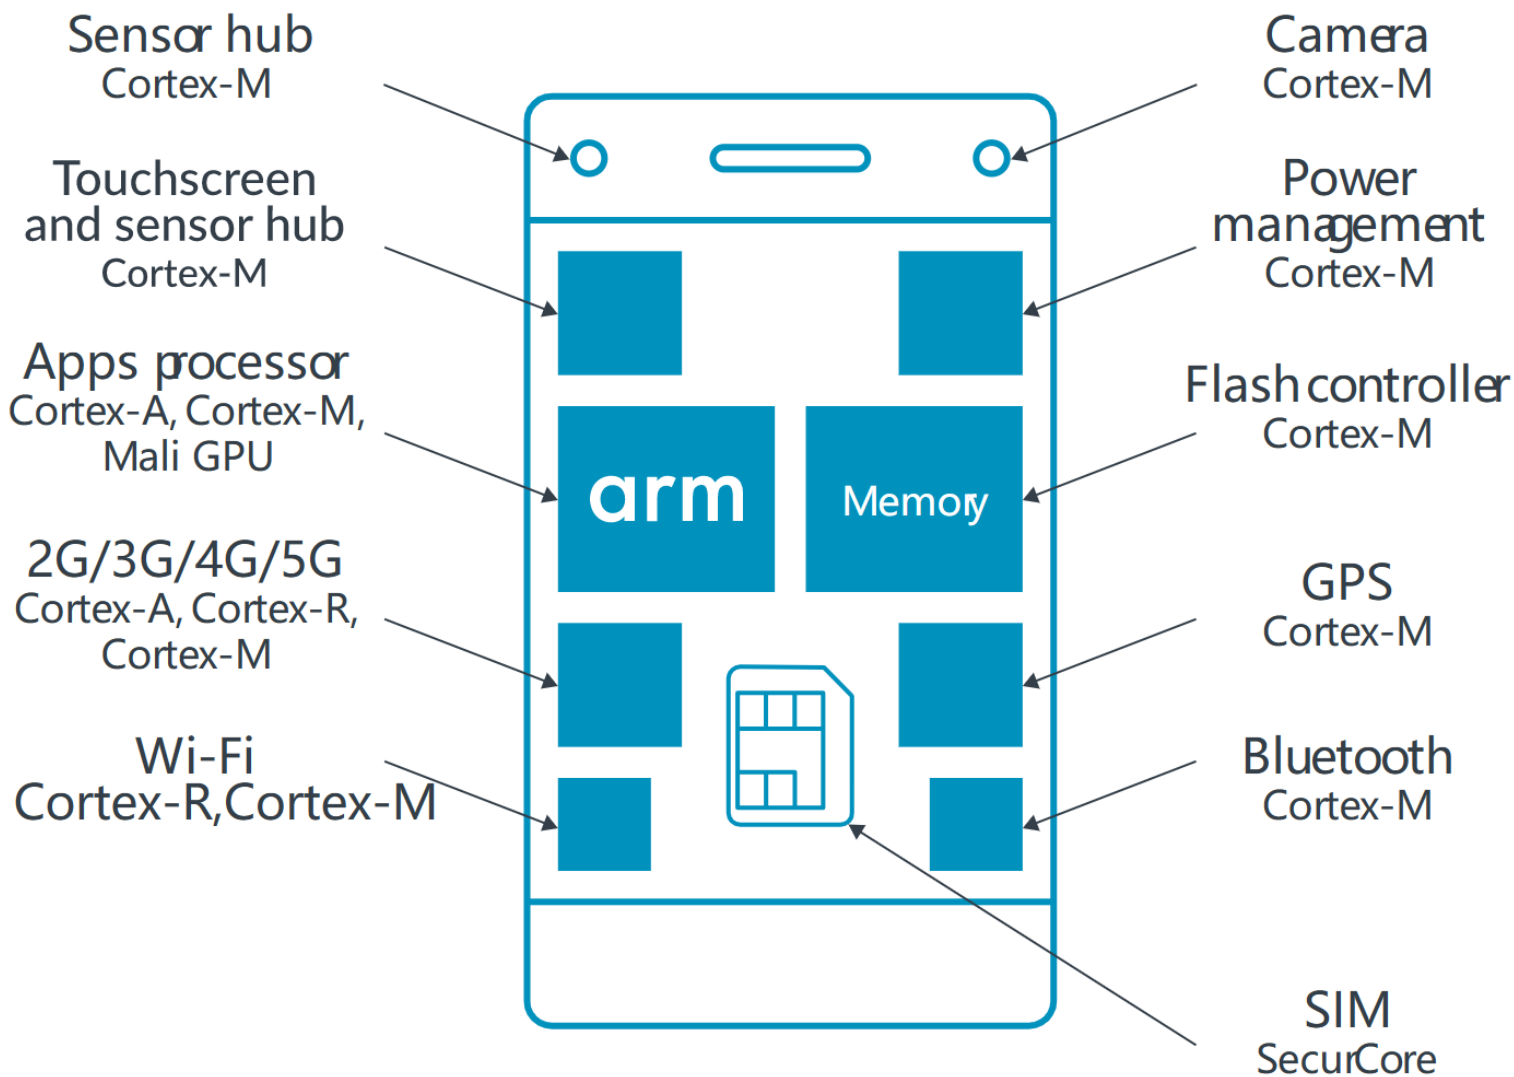 Sensor hub
Cortex-M
Touchscreen
and sensor hub
Cortex-M
Apps processor
Cortex-A, Cortex-M,
Mali GPU
2G/3G/4G/5G
Cortex-A, Cortex-R,
Cortex-M
Wi-Fi
Cortex-R,Cortex-M
arm
Memory
Camera
Cortex-M
Power
management
Cortex-M
Flash controller
Cortex-M
GPS
Cortex-M
Bluetooth
Cortex-M
SIM
SecurCore